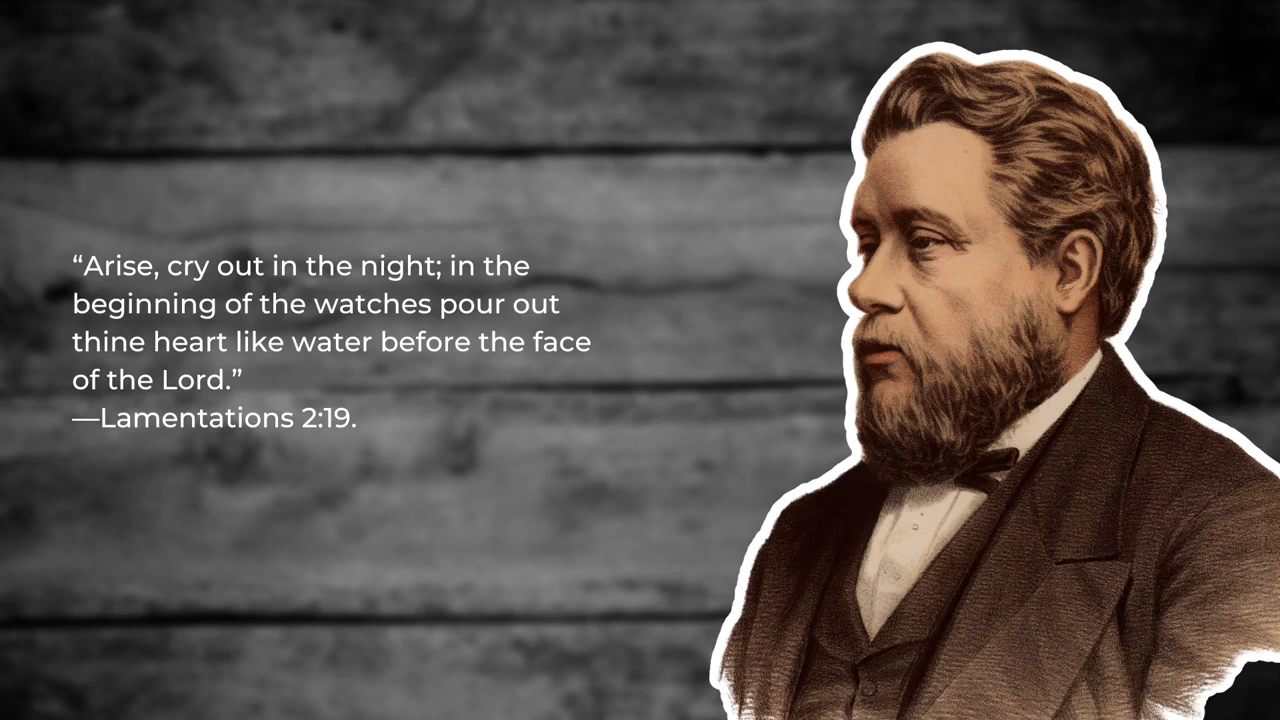 “Arise, cry out in the night; in the
beginning of the watches pour out
thine heart like water before the face
of the Lord.”
—Lamentations 2:19.